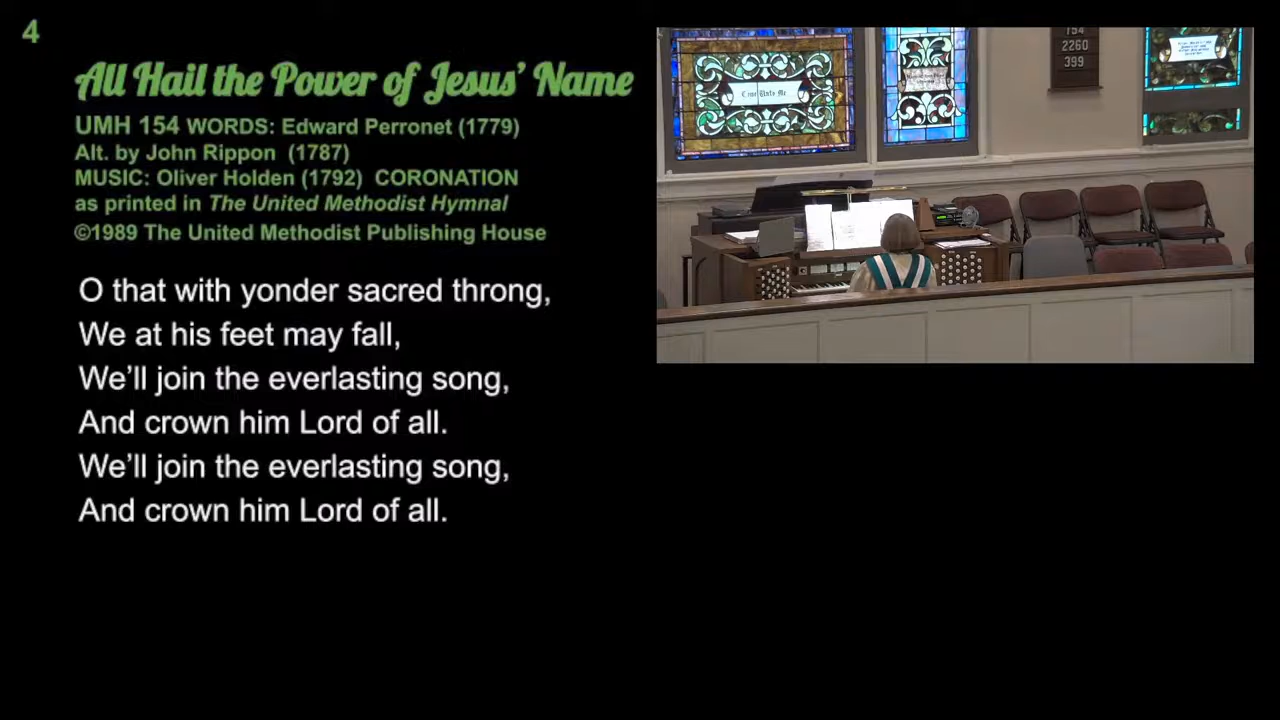 4
All Hail the Power of Jesus’ Name
UMH 154 WORDS: Edward Perronet (1779)
Alt. by John Rippon (1787)
MUSIC: Oliver Holden (1792) CORONATION
as printed in The United Methodist Hymnal
©1989 The United Methodist Publishing House
O that with yonder sacred throng,
We at his feet may fall,
We’ll join the everlasting song,
And crown him Lord of all.
We’ll join the everlasting song,
And crown him Lord of all.
Come Unto Me
154
2260
399